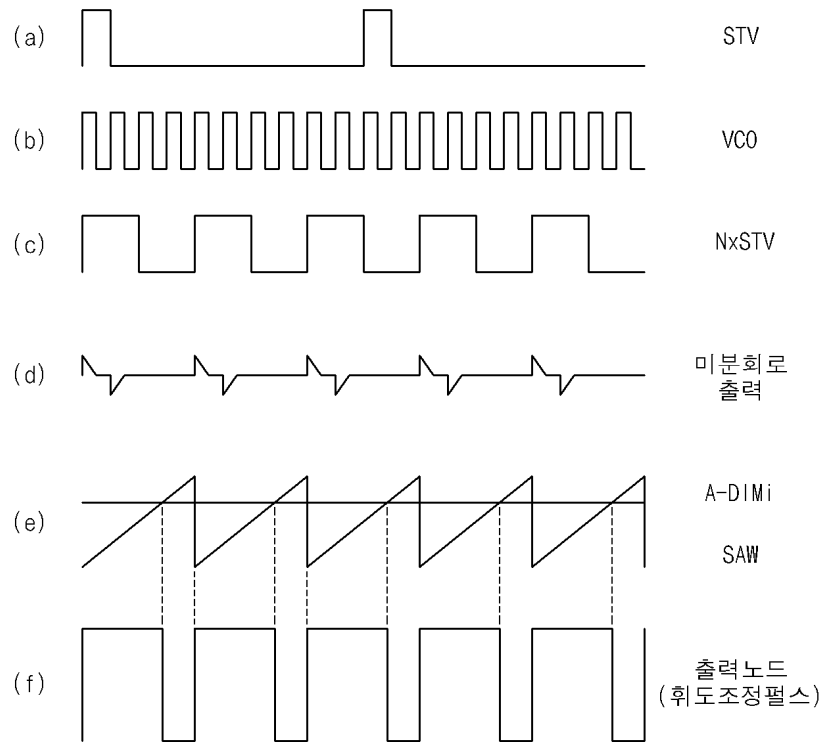 (a) STV
(b) VCO
(c) NxSTV
(d) 미분회로
출력
(e) A-DIMi
SAW
(f) 출력노드
(휘도조정펄스)